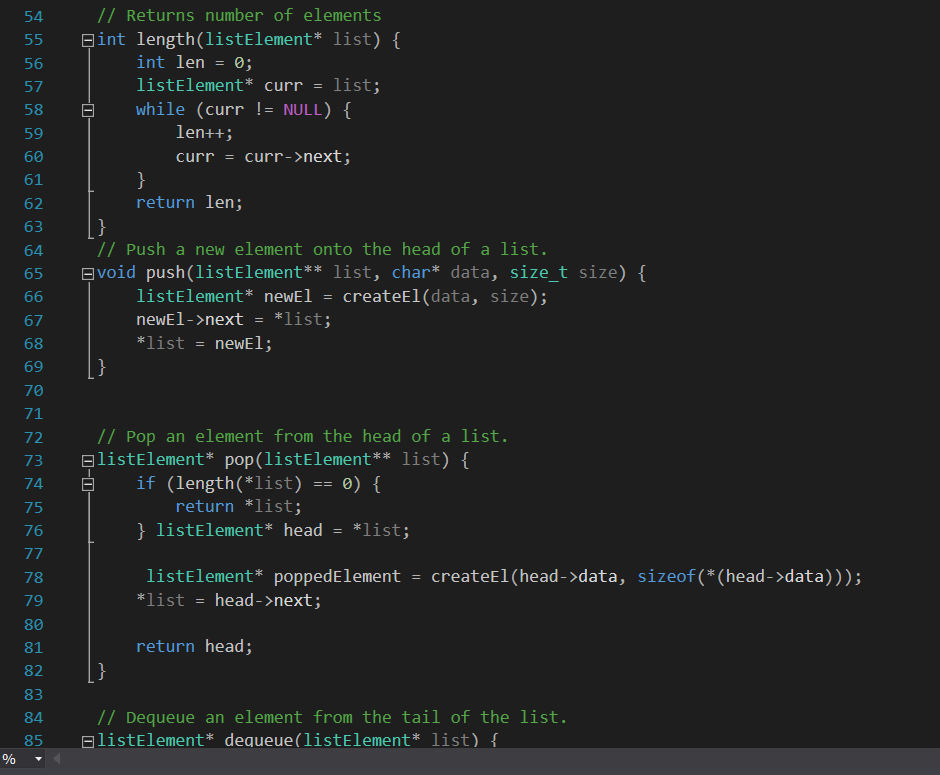 54 // Returns number of elements
55 int length(listElement* list) {
56 int len = 0;
57 listElement* curr = list;
58 while (curr != NULL) {
59 len++;
60 curr = curr->next;
61 }
62 return len;
63 }
64 // Push a new element onto the head of a list.
65 void push(listElement** list, char* data, size_t size) {
66 listElement* newEl = createEl(data, size);
67 newEl->next = *list;
68 *list = newEl;
69 }
70
71
72 // Pop an element from the head of a list.
73 listElement* pop(listElement** list) {
74 if (length(*list) == 0) {
75 return *list;
76 } listElement* head = *list;
77
78 listElement* poppedElement = createEl(head->data, sizeof(*(head->data)));
79 *list = head->next;
80
81 return head;
82 }
83
84 // Dequeue an element from the tail of the list.
85 listElement* dequeue(listElement* list) {
%